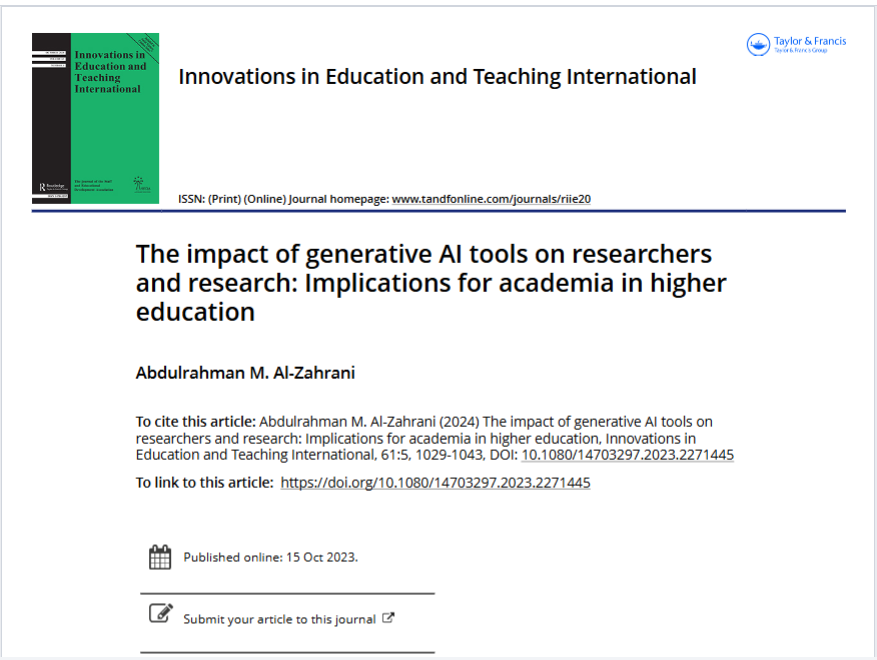 Innovations in
Education and
Teaching
International
Routledge
Taylor & Francis
Taylor & Francis Group
Innovations in Education and Teaching International
ISSN: (Print) (Online) Journal homepage: www.tandfonline.com/journals/riie20
The impact of generative AI tools on researchers
and research: Implications for academia in higher
education
Abdulrahman M. Al-Zahrani
To cite this article: Abdulrahman M. Al-Zahrani (2024) The impact of generative AI tools on
researchers and research: Implications for academia in higher education, Innovations in
Education and Teaching International, 61:5, 1029-1043, DOI: 10.1080/14703297.2023.2271445
To link to this article: https://doi.org/10.1080/14703297.2023.2271445
Published online: 15 Oct 2023.
Submit your article to this journal